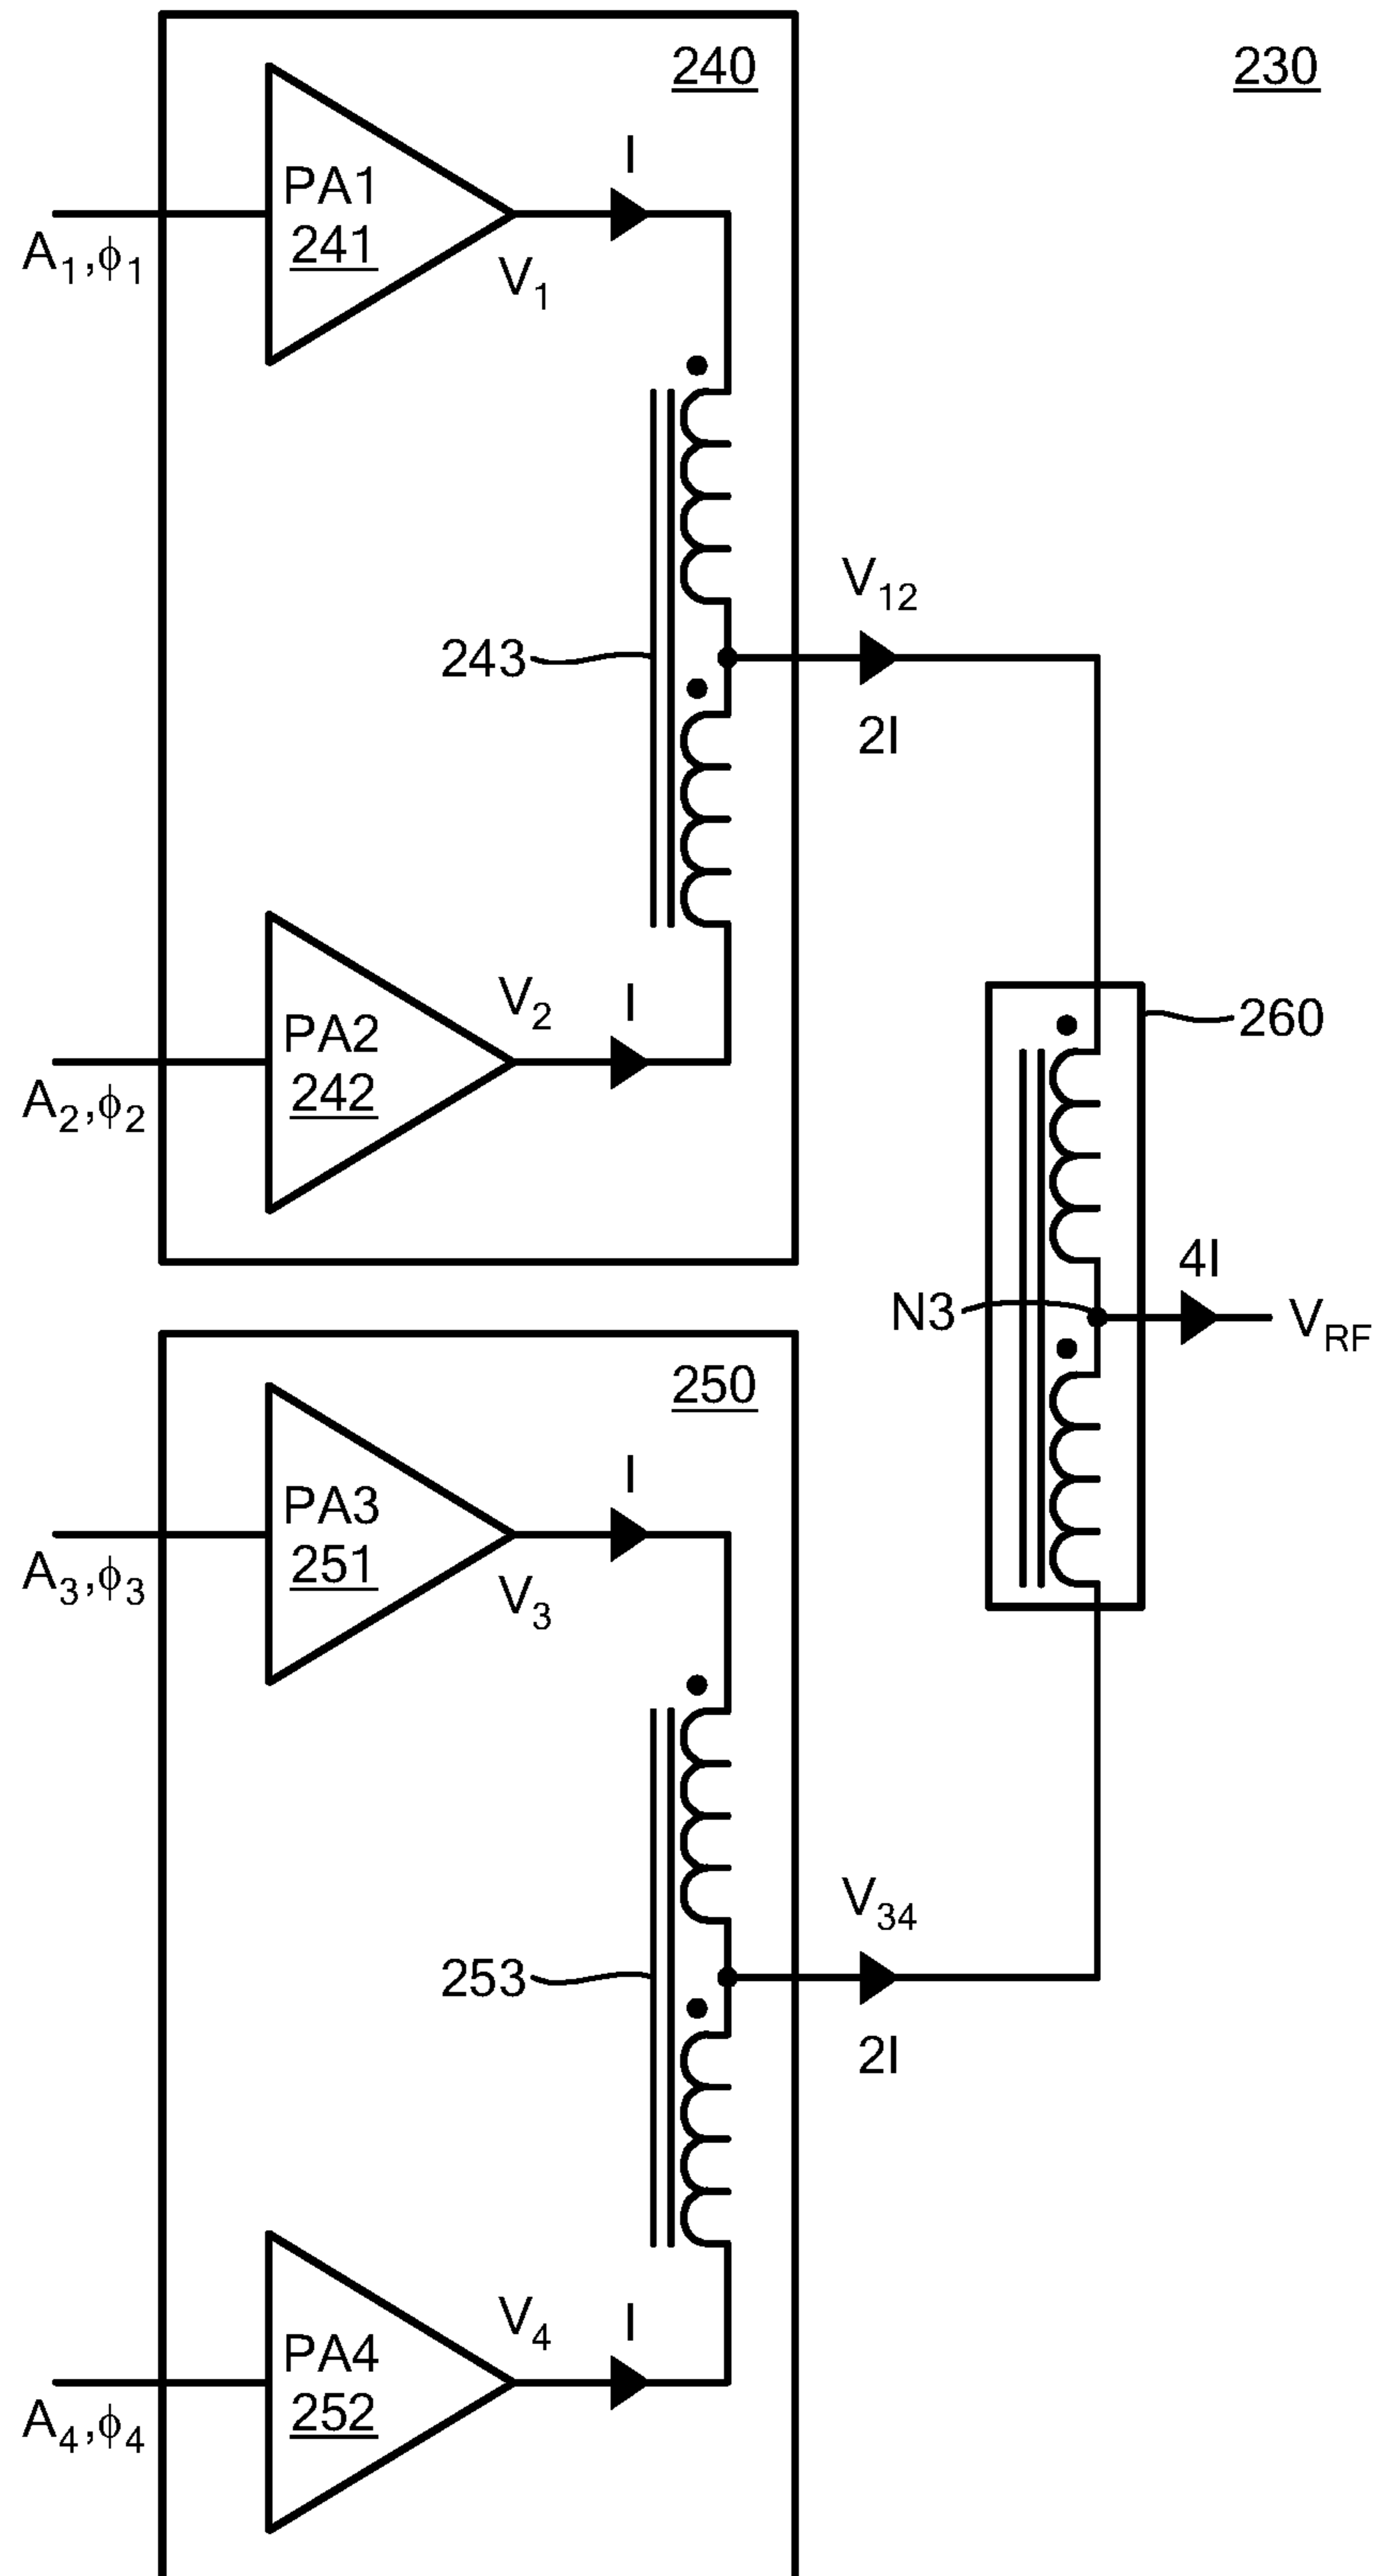 240
230
PA1
241
I
A₁,ϕ₁
V₁
V₁₂
243
2I
V₂
I
PA2
242
A₂,ϕ₂
260
4I
N3
V_RF
250
PA3
251
I
A₃,ϕ₃
V₃
V₃₄
253
2I
V₄
I
PA4
252
A₄,ϕ₄